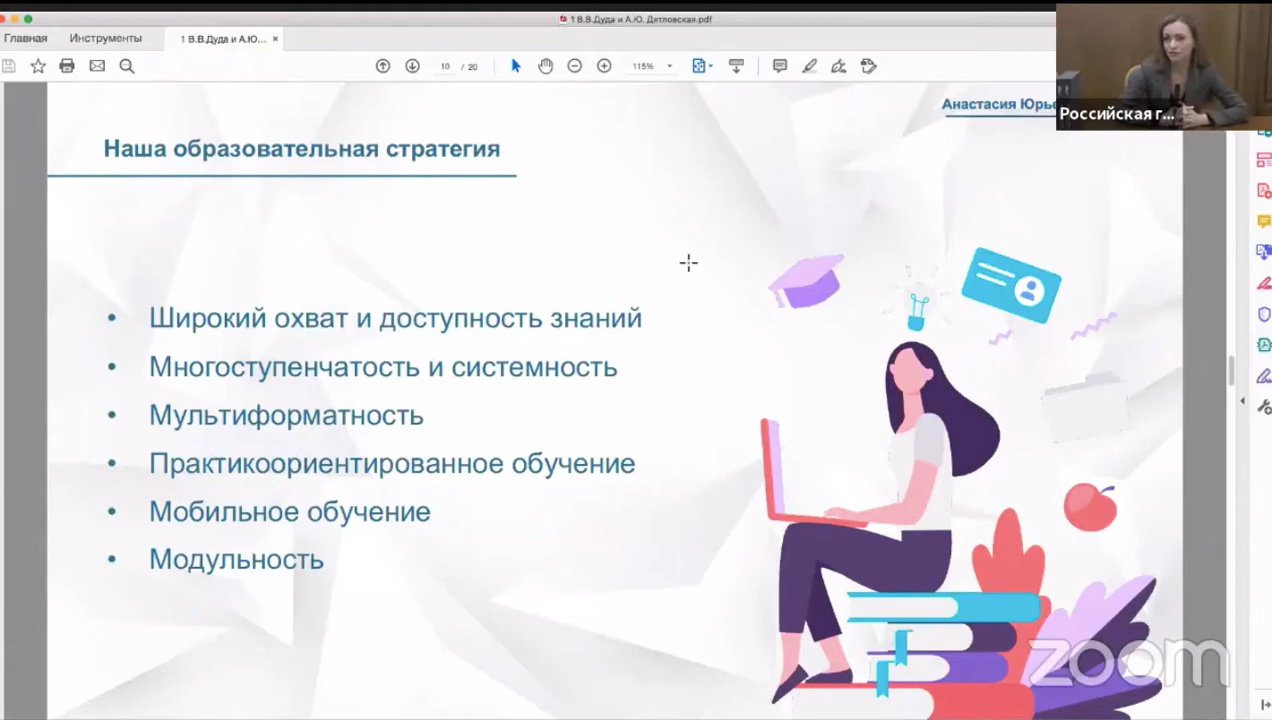 1 В.В.Дуда и А.Ю. Дятловская.pdf
Главная Инструменты 1 В.В.Дуда и А.Ю... ×
10 / 20 115%
Анастасия Юрье
Российская г...
Наша образовательная стратегия
• Широкий охват и доступность знаний
• Многоступенчатость и системность
• Мультиформатность
• Практикоориентированное обучение
• Мобильное обучение
• Модульность
zoom